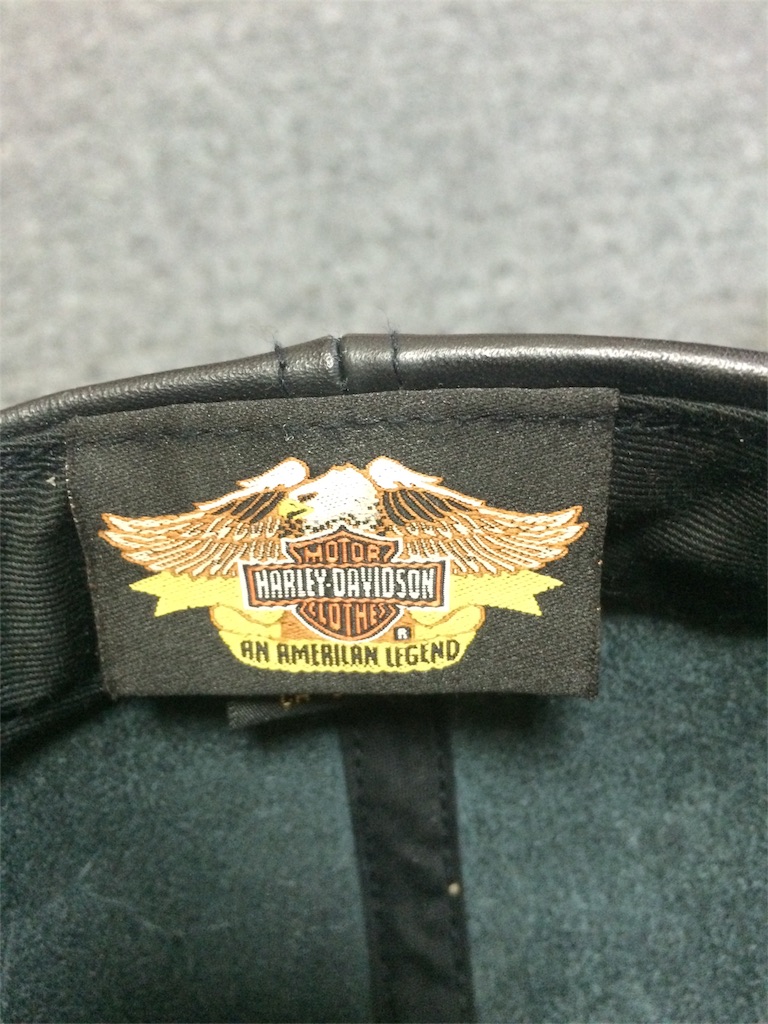 MOTOR
HARLEY-DAVIDSON
CLOTHES
®
AN AMERICAN LEGEND